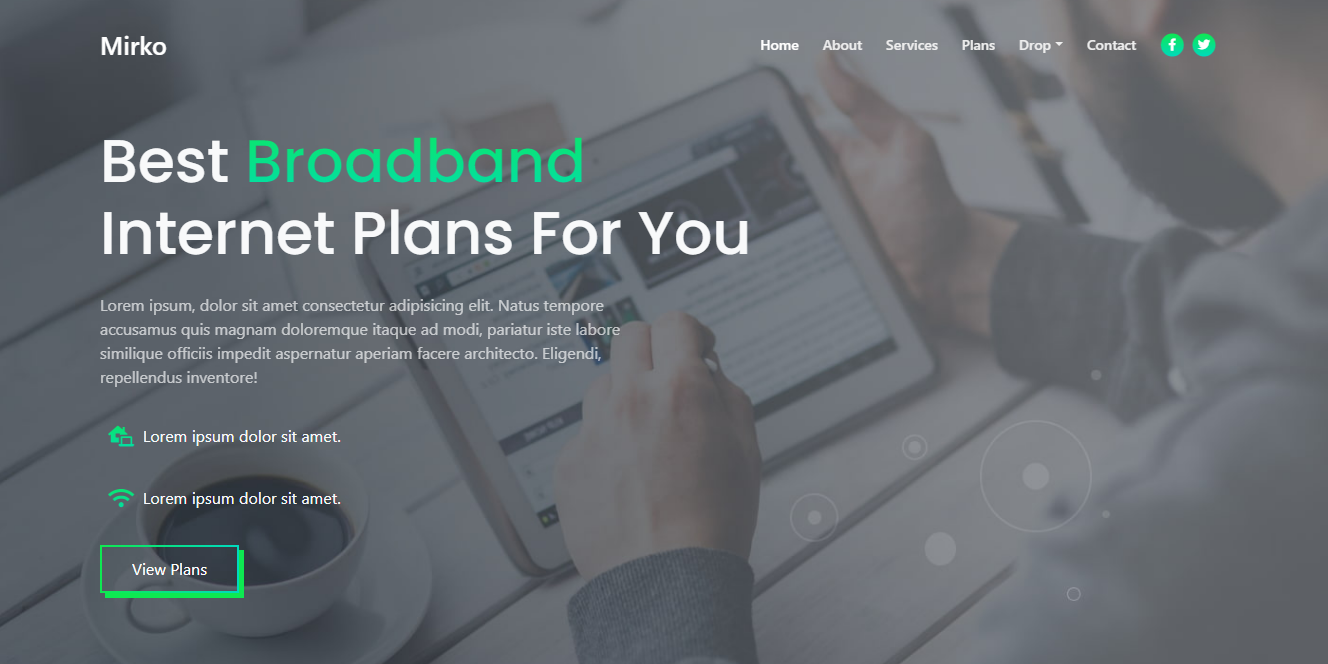 Mirko
Home About Services Plans Drop Contact
Best Broadband
Internet Plans For You
Lorem ipsum, dolor sit amet consectetur adipisicing elit. Natus tempore
accusamus quis magnam doloremque itaque ad modi, pariatur iste labore
similique officiis impedit aspernatur aperiam facere architecto. Eligendi,
repellendus inventore!
Lorem ipsum dolor sit amet.
Lorem ipsum dolor sit amet.
View Plans